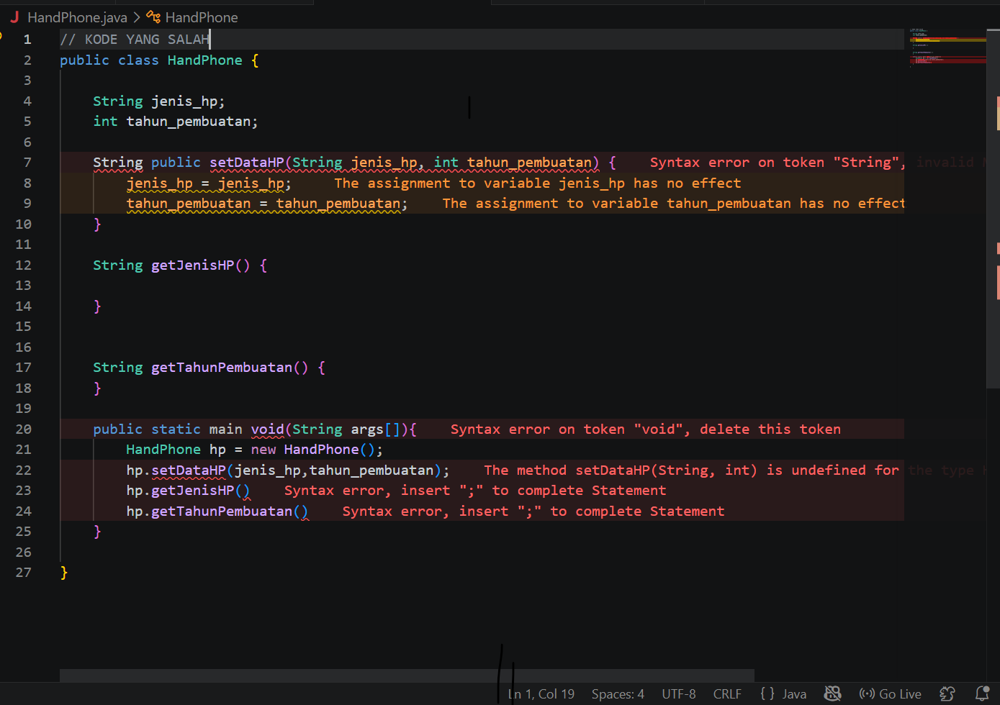 HandPhone.java > HandPhone
1 // KODE YANG SALAH
2 public class HandPhone {
3
4 String jenis_hp;
5 int tahun_pembuatan;
6
7 String public setDataHP(String jenis_hp, int tahun_pembuatan) { Syntax error on token "String", invalid
8 jenis_hp = jenis_hp; The assignment to variable jenis_hp has no effect
9 tahun_pembuatan = tahun_pembuatan; The assignment to variable tahun_pembuatan has no effect
10 }
11
12 String getJenisHP() {
13
14 }
15
16
17 String getTahunPembuatan() {
18 }
19
20 public static main void(String args[]){ Syntax error on token "void", delete this token
21 HandPhone hp = new HandPhone();
22 hp.setDataHP(jenis_hp,tahun_pembuatan); The method setDataHP(String, int) is undefined for the type
23 hp.getJenisHP() Syntax error, insert ";" to complete Statement
24 hp.getTahunPembuatan() Syntax error, insert ";" to complete Statement
25 }
26
27 }
Ln 1, Col 19 Spaces: 4 UTF-8 CRLF { } Java Go Live